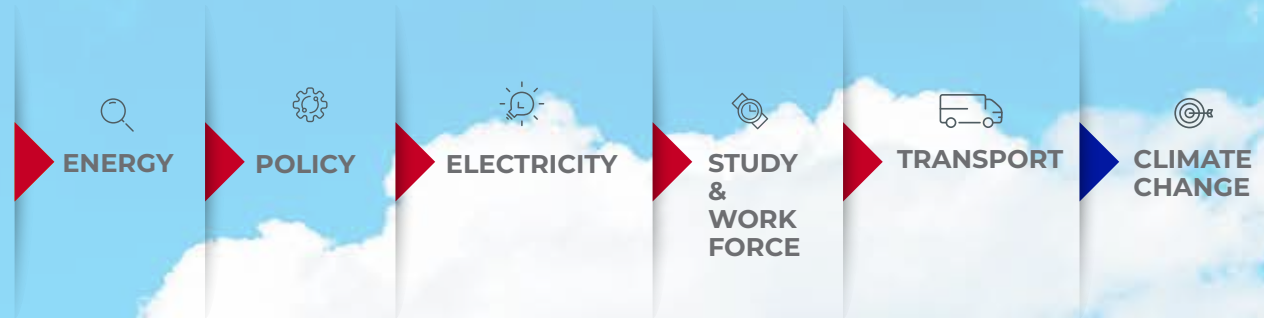 ENERGY
POLICY
ELECTRICITY
STUDY
&
WORK
FORCE
TRANSPORT
CLIMATE
CHANGE